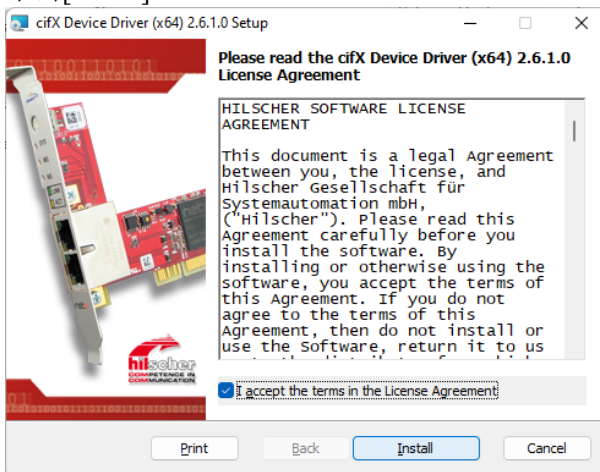 cifX Device Driver (x64) 2.6.1.0 Setup
Please read the cifX Device Driver (x64) 2.6.1.0
License Agreement
HILSCHER SOFTWARE LICENSE
AGREEMENT
This document is a legal Agreement
between you, the license, and
Hilscher Gesellschaft für
Systemautomation mbH,
("Hilscher"). Please read this
Agreement carefully before you
install the software. By
installing or otherwise using the
software, you accept the terms of
this Agreement. If you do not
agree to the terms of this
Agreement, then do not install or
use the Software, return it to us
hilscher
COMPETENCE IN
COMMUNICATION
I accept the terms in the License Agreement
Print
Back
Install
Cancel